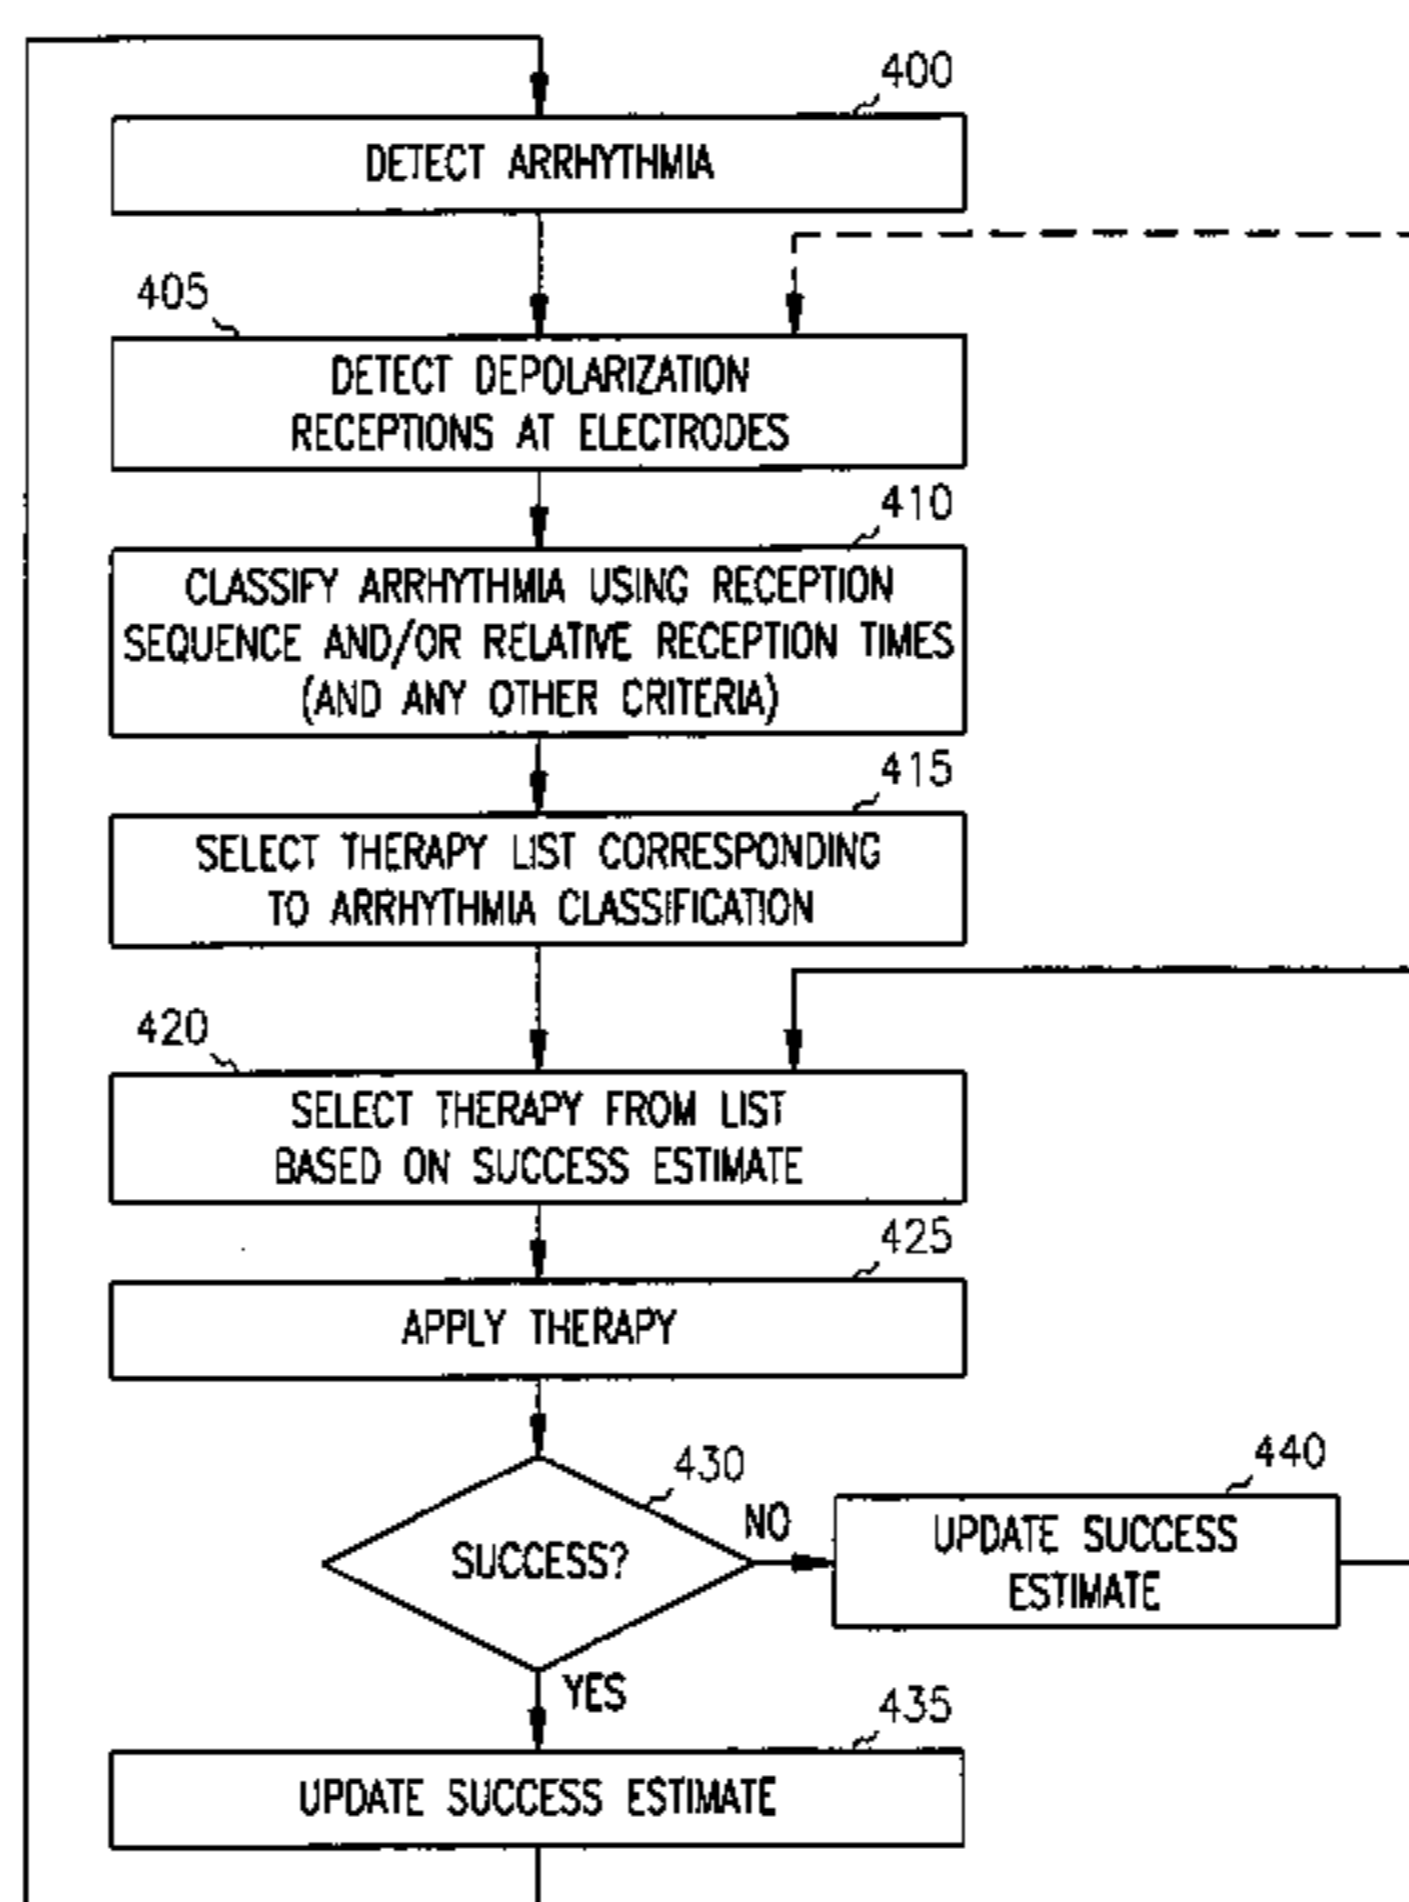 400
DETECT ARRHYTHMIA
405
DETECT DEPOLARIZATION
RECEPTIONS AT ELECTRODES
410
CLASSIFY ARRHYTHMIA USING RECEPTION
SEQUENCE AND/OR RELATIVE RECEPTION TIMES
(AND ANY OTHER CRITERIA)
415
SELECT THERAPY LIST CORRESPONDING
TO ARRHYTHMIA CLASSIFICATION
420
SELECT THERAPY FROM LIST
BASED ON SUCCESS ESTIMATE
425
APPLY THERAPY
430
SUCCESS?
NO
440
UPDATE SUCCESS
ESTIMATE
YES
435
UPDATE SUCCESS ESTIMATE